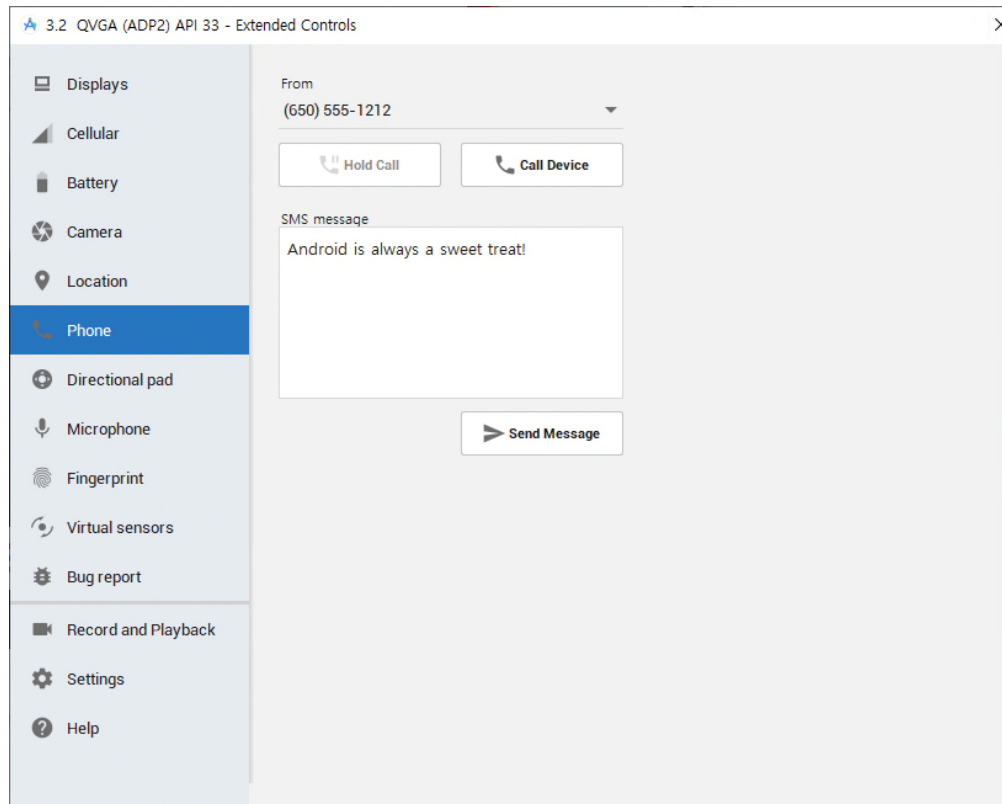 3.2 QVGA (ADP2) API 33 - Extended Controls
Displays
Cellular
Battery
Camera
Location
Phone
Directional pad
Microphone
Fingerprint
Virtual sensors
Bug report
Record and Playback
Settings
Help
From
(650) 555-1212
Hold Call
Call Device
SMS message
Android is always a sweet treat!
Send Message